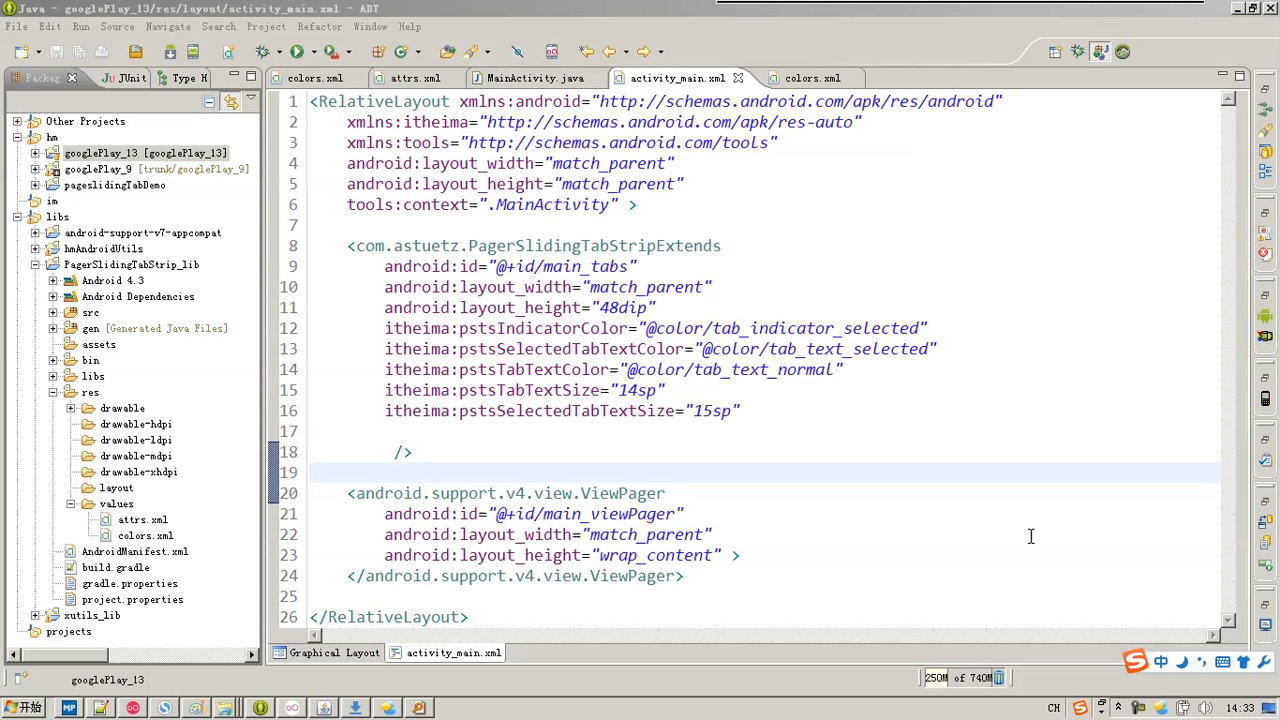 Java - googlePlay_13/res/layout/activity_main.xml - ADT
File Edit Run Source Navigate Search Project Refactor Window Help
Packag JUnit Type H
colors.xml attrs.xml MainActivity.java activity_main.xml colors.xml
Other Projects
hm
googlePlay_13 [googlePlay_13]
googlePlay_9 [trunk/googlePlay_9]
pageslidingTabDemo
im
libs
android-support-v7-appcompat
hmAndroidUtils
PagerSlidingTabStrip_lib
Android 4.3
Android Dependencies
src
gen [Generated Java Files]
assets
bin
libs
res
drawable
drawable-hdpi
drawable-ldpi
drawable-mdpi
drawable-xhdpi
layout
values
attrs.xml
colors.xml
AndroidManifest.xml
build.gradle
gradle.properties
project.properties
xutils_lib
projects
1 <RelativeLayout xmlns:android="http://schemas.android.com/apk/res/android"
2 xmlns:itheima="http://schemas.android.com/apk/res-auto"
3 xmlns:tools="http://schemas.android.com/tools"
4 android:layout_width="match_parent"
5 android:layout_height="match_parent"
6 tools:context=".MainActivity" >
7
8 <com.astuetz.PagerSlidingTabStripExtends
9 android:id="@+id/main_tabs"
10 android:layout_width="match_parent"
11 android:layout_height="48dip"
12 itheima:pstsIndicatorColor="@color/tab_indicator_selected"
13 itheima:pstsSelectedTabTextColor="@color/tab_text_selected"
14 itheima:pstsTabTextColor="@color/tab_text_normal"
15 itheima:pstsTabTextSize="14sp"
16 itheima:pstsSelectedTabTextSize="15sp"
17
18 />
19
20 <android.support.v4.view.ViewPager
21 android:id="@+id/main_viewPager"
22 android:layout_width="match_parent"
23 android:layout_height="wrap_content" >
24 </android.support.v4.view.ViewPager>
25
26 </RelativeLayout>
Graphical Layout activity_main.xml
中
googlePlay_13
250M of 740M
开始
CH
14:33